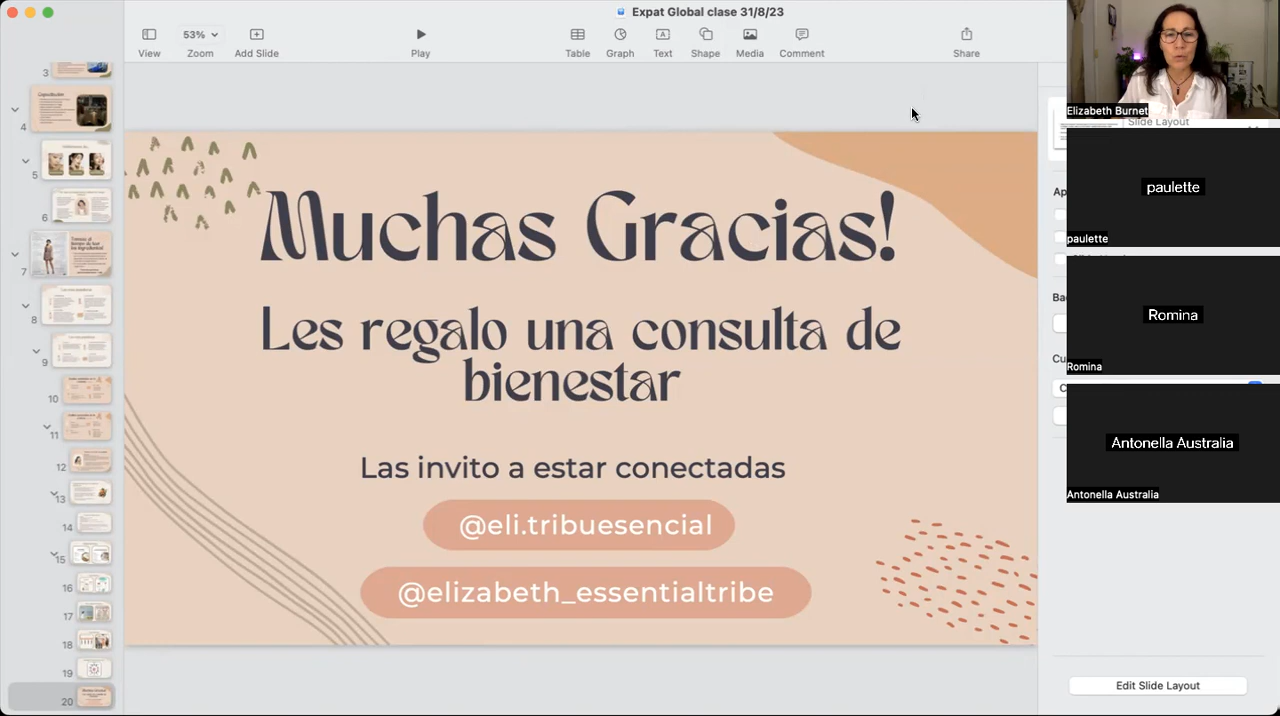 Expat Global clase 31/8/23
53%
View
Zoom
Add Slide
Play
Table
Graph
Text
Shape
Media
Comment
Share
3
4
5
6
7
8
9
10
11
12
13
14
15
16
17
18
19
20
Muchas Gracias!
Les regalo una consulta de
bienestar
Las invito a estar conectadas
@eli.tribuesencial
@elizabeth_essentialtribe
Elizabeth Burnet
Slide Layout
paulette
paulette
Romina
Romina
Antonella Australia
Antonella Australia
Edit Slide Layout